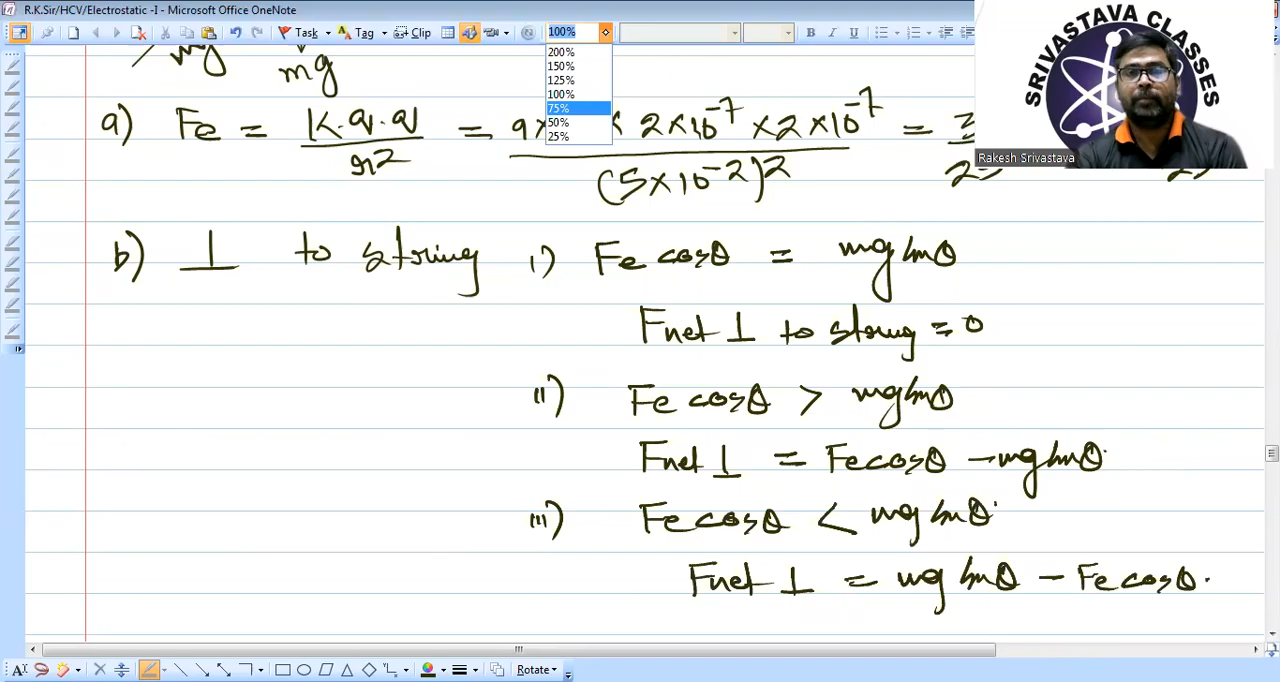 R.K.Sir/HCV/Electrostatic -I - Microsoft Office OneNote
Task Tag Clip 100% B I U
200%
150%
125%
100%
75%
50%
25%
SRIVASTAVA CLASSES
Rakesh Srivastava
mg mg
a) Fe = K.q.q / r² = 9× × 2×10⁻⁷ × 2×10⁻⁷ / (5×10⁻²)² =
b) ⊥ to string i) Fe cosθ = mg sinθ
Fnet ⊥ to string = 0
ii) Fe cosθ > mg sinθ
Fnet ⊥ = Fe cosθ - mg sinθ
iii) Fe cosθ < mg sinθ
Fnet ⊥ = mg sinθ - Fe cosθ.
Rotate